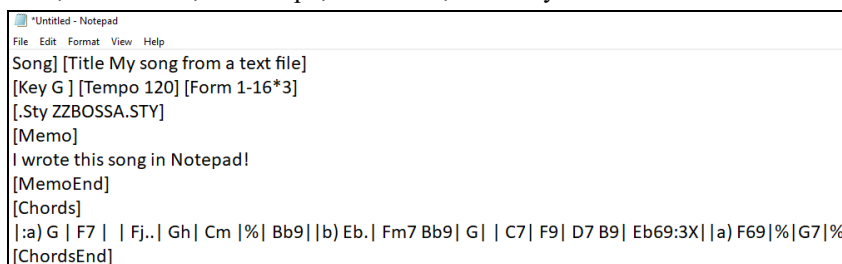 *Untitled - Notepad
File Edit Format View Help
Song] [Title My song from a text file]
[Key G ] [Tempo 120] [Form 1-16*3]
[.Sty ZZBOSSA.STY]
[Memo]
I wrote this song in Notepad!
[MemoEnd]
[Chords]
|:a) G | F7 |  | Fj..| Gh| Cm |%| Bb9||b) Eb.| Fm7 Bb9| G|  | C7| F9| D7 B9| Eb69:3X||a) F69|%|G7|%
[ChordsEnd]